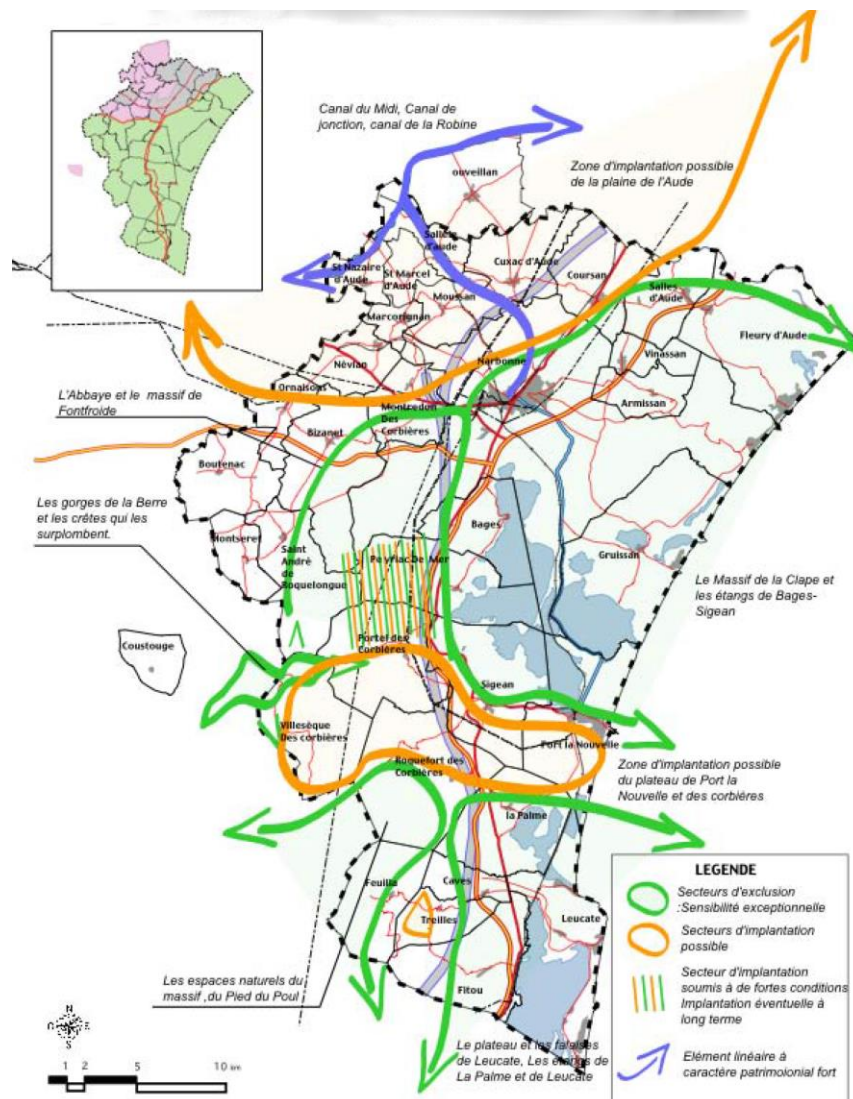 Canal du Midi, Canal de
jonction, canal de la Robine
Zone d'implantation possible
de la plaine de l'Aude
ouveillan
Salles
d'aude
St Nazaire
d'Aude
St Marcel
d'Aude
Cuxac d'Aude
Coursan
Salles
d'Aude
Moussan
Marcorignan
Fleury d'Aude
Névian
Narbonne
Vinassan
L'Abbaye et le massif de
Fontfroide
Ornaisons
Montredon
Des
Corbières
Armissan
Bizanet
Boutenac
Les gorges de la Berre
et les crêtes qui les
surplombent.
Bages
Montseret
Saint
André
de
Roquelongue
Peyriac De Mer
Gruissan
Le Massif de la Clape et
les étangs de Bages-
Sigean
Coustouge
Portel des
Corbières
Sigean
Villesèque
Des corbières
Port la Nouvelle
Roquefort des
Corbières
Zone d'implantation possible
du plateau de Port la
Nouvelle et des corbières
la Palme
Feuilla
Caves
Treilles
Leucate
Les espaces naturels du
massif ,du Pied du Poul
Fitou
Le plateau et les falaises
de Leucate, Les étangs de
La Palme et de Leucate
LEGENDE
Secteurs d'exclusion
:Sensibilité exceptionnelle
Secteurs d'implantation
possible
Secteur d'implantation
soumis à de fortes conditions
Implantation éventuelle à
long terme
Elément linéaire à
caractère patrimoional fort
N
O E
S
1 2 5 10 km